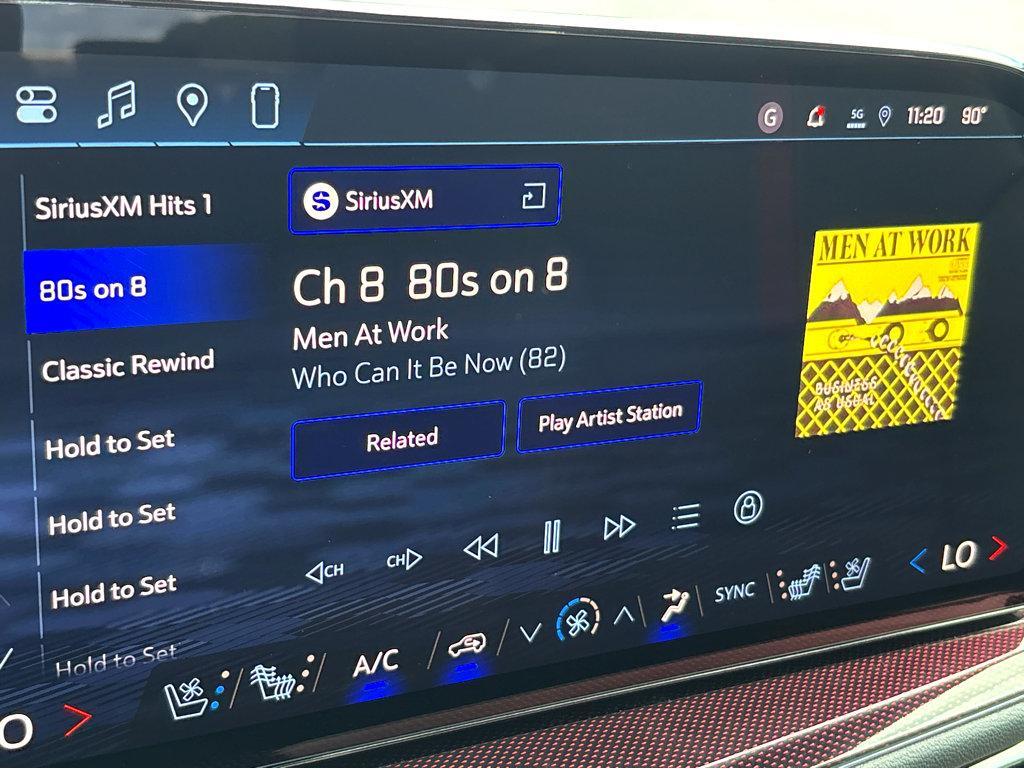 G
5G
11:20
90°
SiriusXM Hits 1
80s on 8
Classic Rewind
Hold to Set
Hold to Set
Hold to Set
Hold to Set
S SiriusXM
Ch 8 80s on 8
Men At Work
Who Can It Be Now (82)
Related
Play Artist Station
MEN AT WORK
BUSINESS
AS USUAL
CH
CH
A/C
SYNC
LO
O